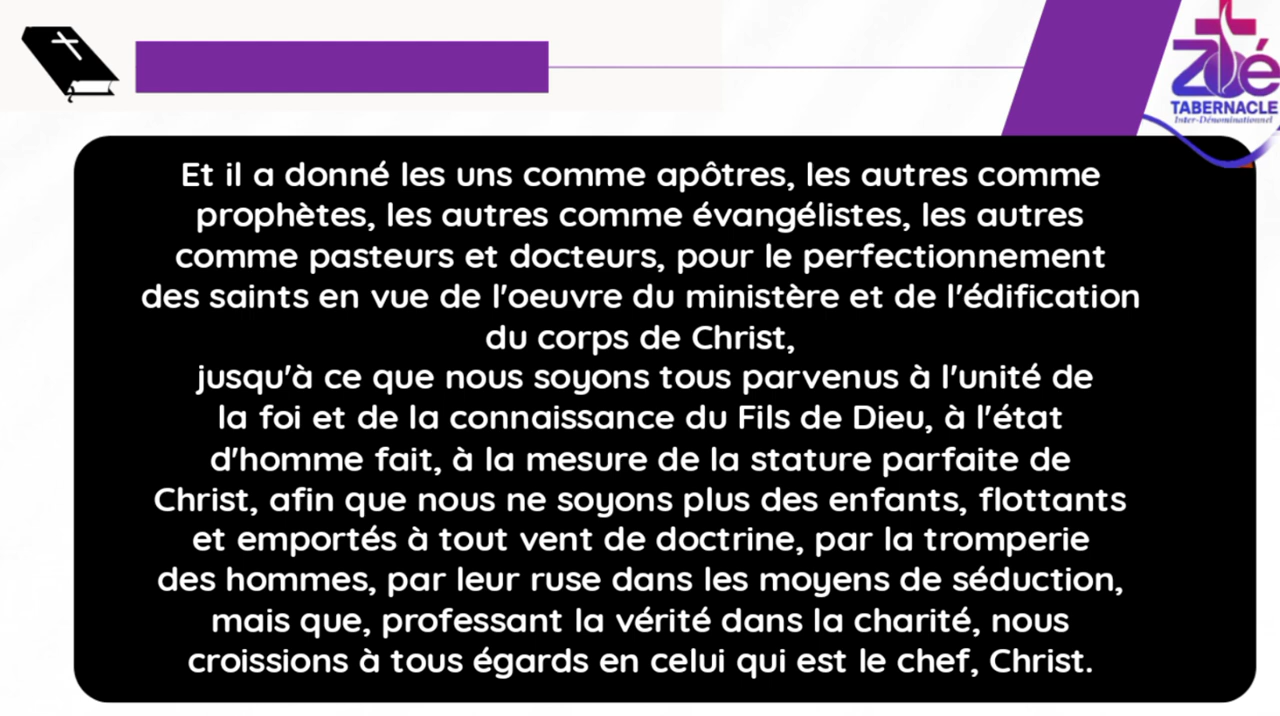 Zoé
TABERNACLE
Inter-Dénominationnel
Et il a donné les uns comme apôtres, les autres comme
prophètes, les autres comme évangélistes, les autres
comme pasteurs et docteurs, pour le perfectionnement
des saints en vue de l'oeuvre du ministère et de l'édification
du corps de Christ,
jusqu'à ce que nous soyons tous parvenus à l'unité de
la foi et de la connaissance du Fils de Dieu, à l'état
d'homme fait, à la mesure de la stature parfaite de
Christ, afin que nous ne soyons plus des enfants, flottants
et emportés à tout vent de doctrine, par la tromperie
des hommes, par leur ruse dans les moyens de séduction,
mais que, professant la vérité dans la charité, nous
croissions à tous égards en celui qui est le chef, Christ.